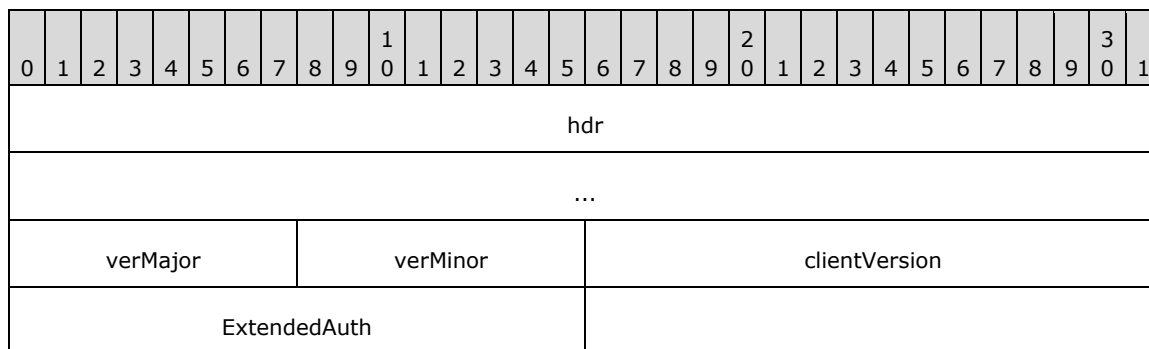 1 2 3
0 1 2 3 4 5 6 7 8 9 0 1 2 3 4 5 6 7 8 9 0 1 2 3 4 5 6 7 8 9 0 1
hdr
...
verMajor verMinor clientVersion
ExtendedAuth